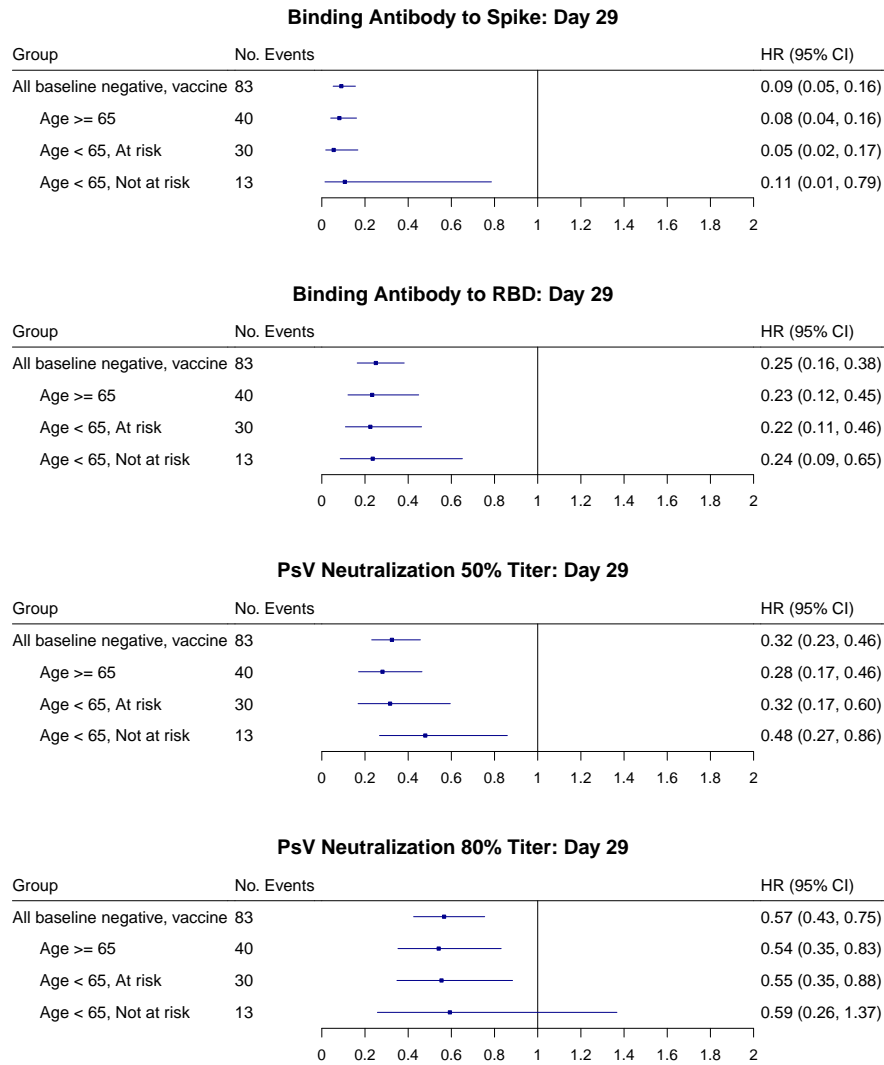 Binding Antibody to Spike: Day 29
Group No. Events HR (95% CI)
All baseline negative, vaccine 83 0.09 (0.05, 0.16)
Age >= 65 40 0.08 (0.04, 0.16)
Age < 65, At risk 30 0.05 (0.02, 0.17)
Age < 65, Not at risk 13 0.11 (0.01, 0.79)
0 0.2 0.4 0.6 0.8 1 1.2 1.4 1.6 1.8 2
Binding Antibody to RBD: Day 29
Group No. Events HR (95% CI)
All baseline negative, vaccine 83 0.25 (0.16, 0.38)
Age >= 65 40 0.23 (0.12, 0.45)
Age < 65, At risk 30 0.22 (0.11, 0.46)
Age < 65, Not at risk 13 0.24 (0.09, 0.65)
0 0.2 0.4 0.6 0.8 1 1.2 1.4 1.6 1.8 2
PsV Neutralization 50% Titer: Day 29
Group No. Events HR (95% CI)
All baseline negative, vaccine 83 0.32 (0.23, 0.46)
Age >= 65 40 0.28 (0.17, 0.46)
Age < 65, At risk 30 0.32 (0.17, 0.60)
Age < 65, Not at risk 13 0.48 (0.27, 0.86)
0 0.2 0.4 0.6 0.8 1 1.2 1.4 1.6 1.8 2
PsV Neutralization 80% Titer: Day 29
Group No. Events HR (95% CI)
All baseline negative, vaccine 83 0.57 (0.43, 0.75)
Age >= 65 40 0.54 (0.35, 0.83)
Age < 65, At risk 30 0.55 (0.35, 0.88)
Age < 65, Not at risk 13 0.59 (0.26, 1.37)
0 0.2 0.4 0.6 0.8 1 1.2 1.4 1.6 1.8 2